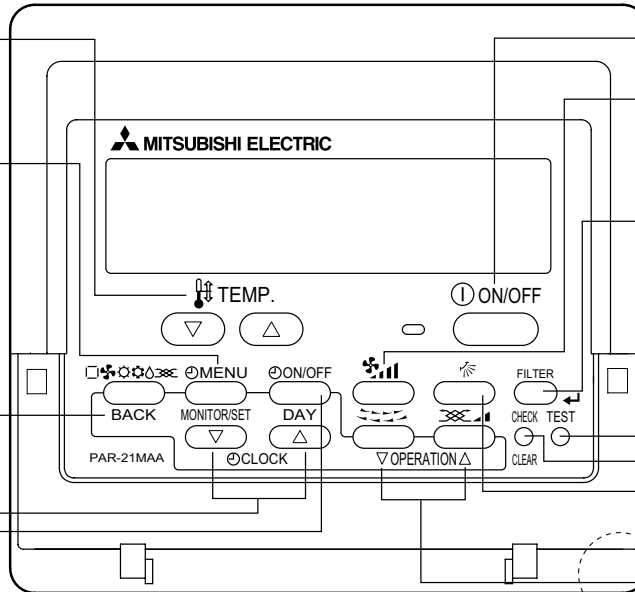 MITSUBISHI ELECTRIC
TEMP.
ON/OFF
MENU
ON/OFF
FILTER
BACK
MONITOR/SET
DAY
CHECK
TEST
PAR-21MAA
CLOCK
OPERATION
CLEAR